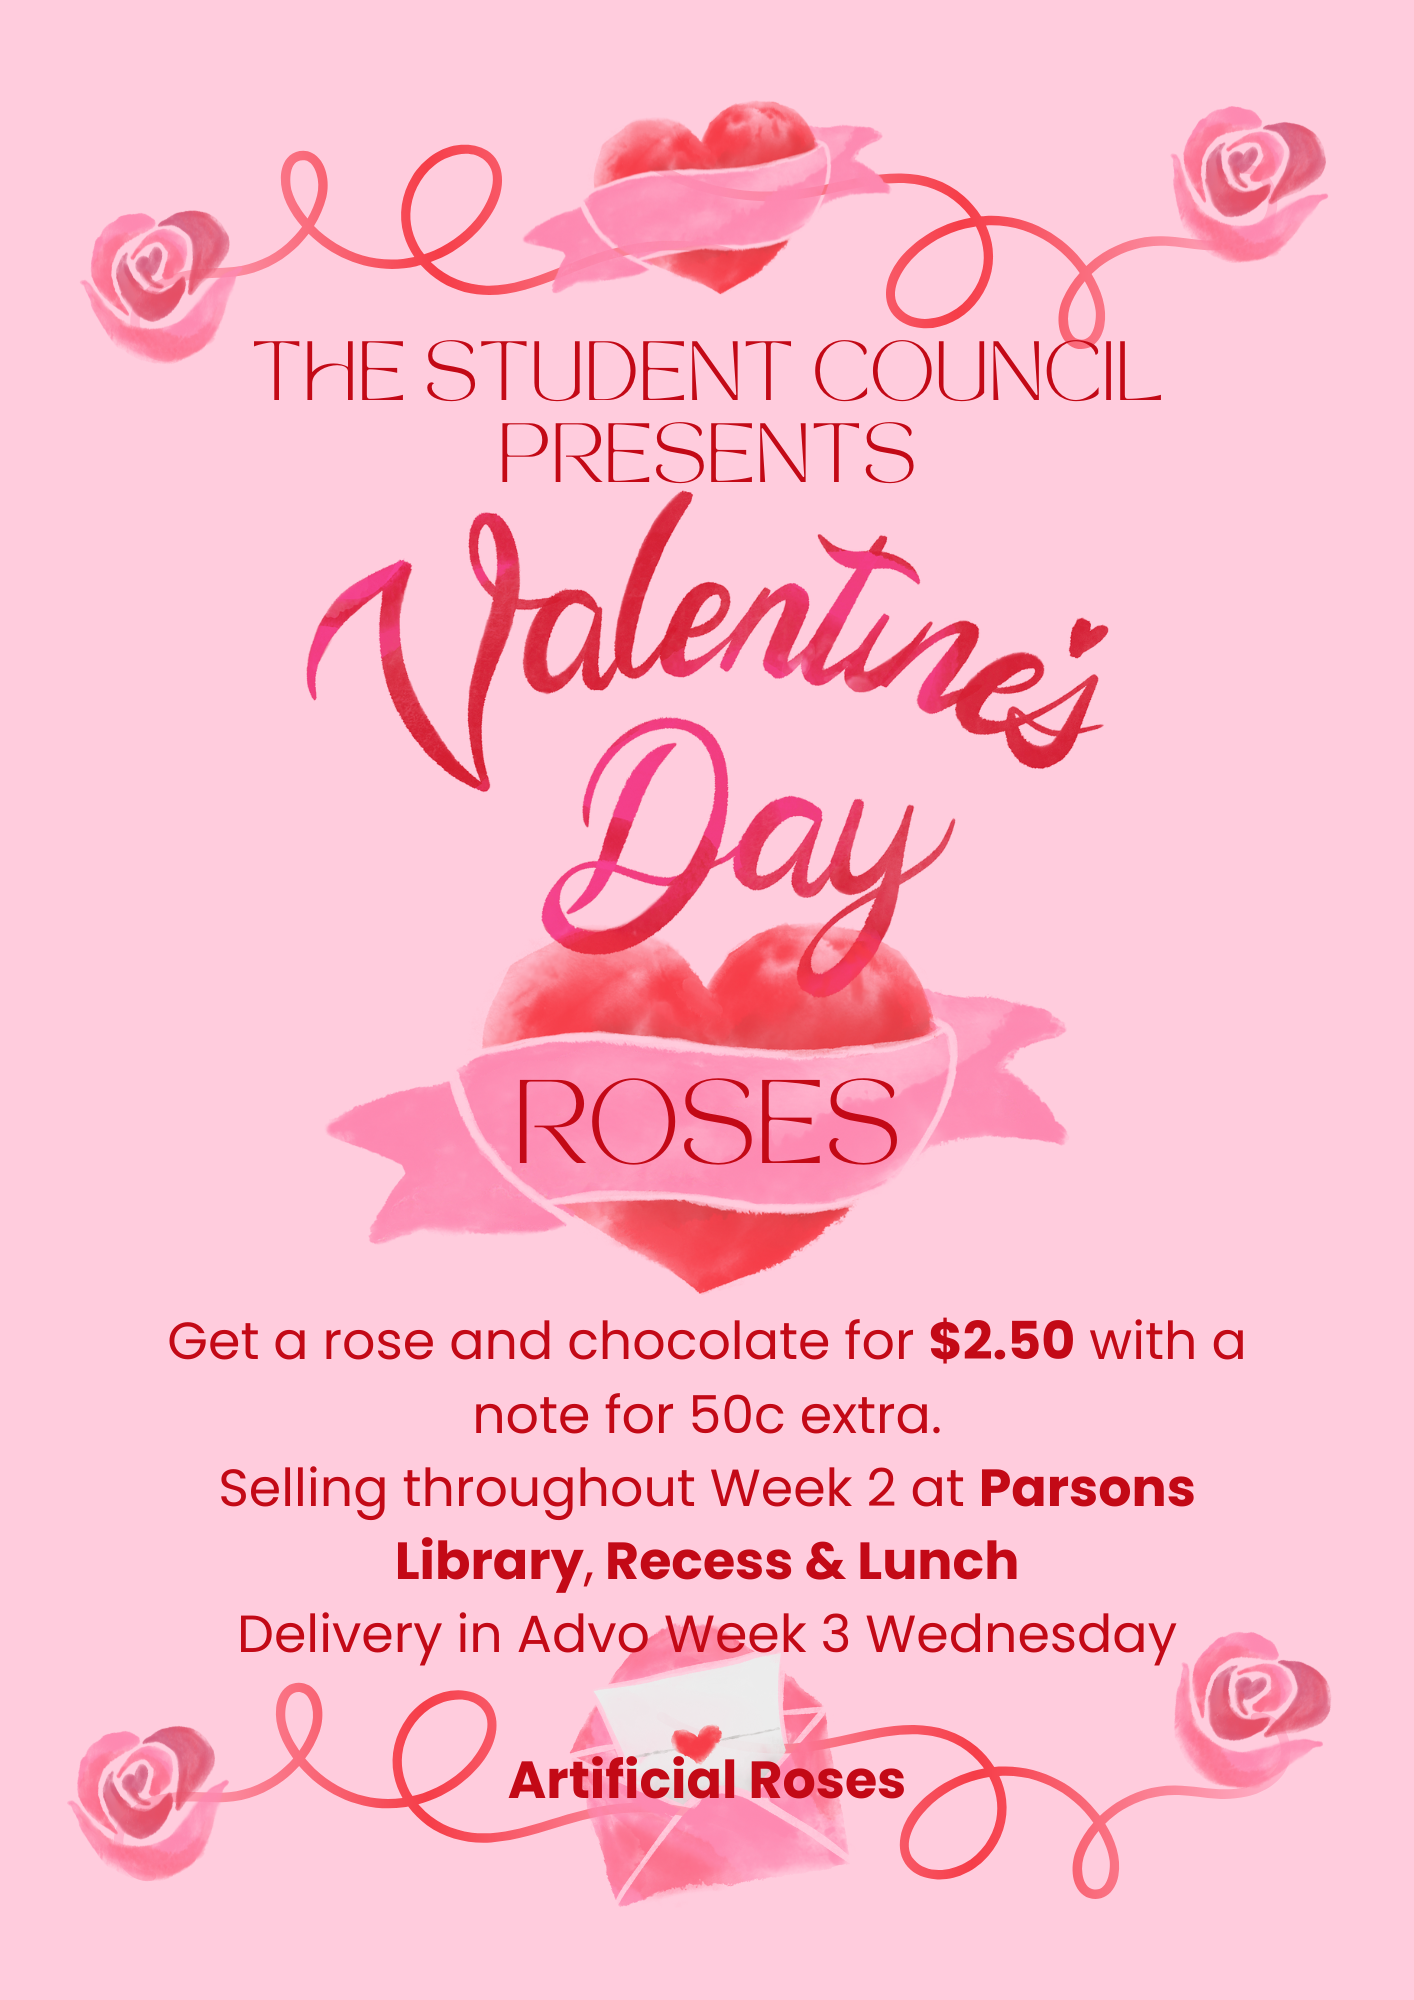 THE STUDENT COUNCIL
PRESENTS
Valentine's
Day
ROSES
Get a rose and chocolate for $2.50 with a
note for 50c extra.
Selling throughout Week 2 at Parsons
Library, Recess & Lunch
Delivery in Advo Week 3 Wednesday
Artificial Roses